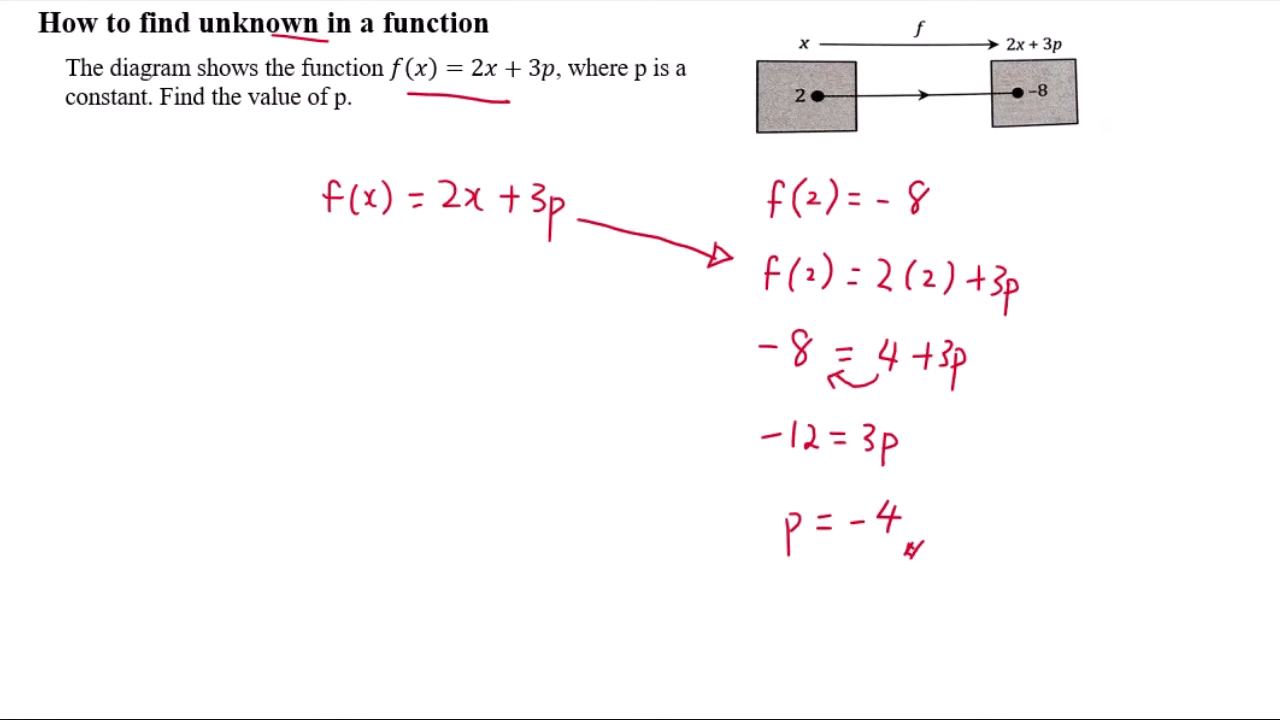 How to find unknown in a function
The diagram shows the function f(x) = 2x + 3p, where p is a
constant. Find the value of p.
f
x
2x + 3p
2
-8
f(x) = 2x + 3p
f(2) = - 8
f(2) = 2(2) + 3p
- 8 = 4 + 3p
-12 = 3p
p = - 4